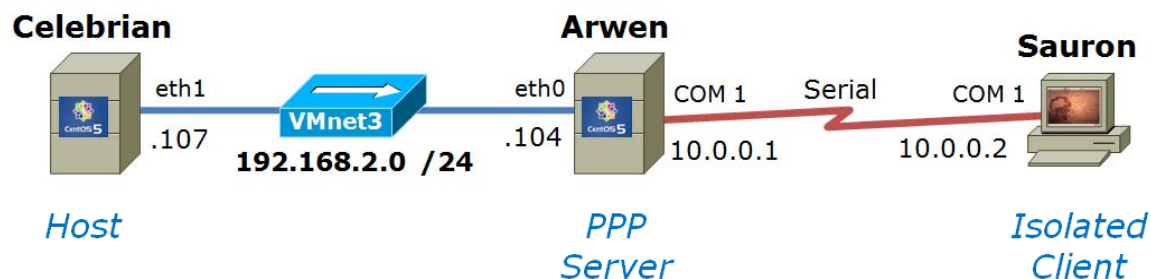 Celebrian
Arwen
Sauron
eth1
eth0
COM 1
Serial
COM 1
CentOS 5
VMnet3
CentOS 5
.107
.104
10.0.0.1
10.0.0.2
192.168.2.0 /24
Host
PPP
Server
Isolated
Client